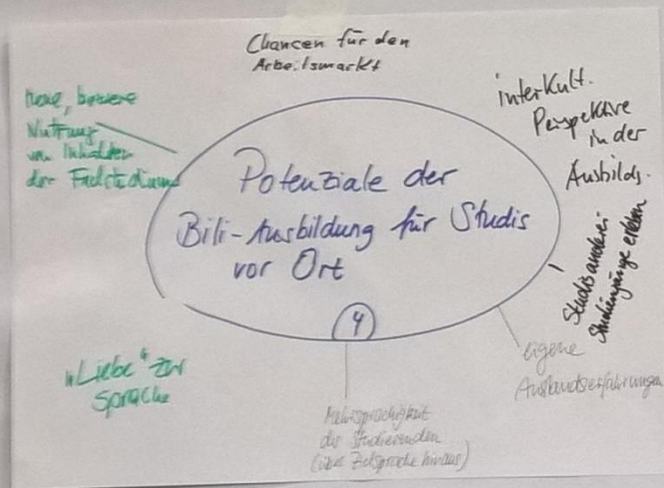 Chancen für den
Arbeitsmarkt
neue, bessere
Nutzung
von Inhalten
der Fachstudium
interkult.
Perspektive
in der
Ausbildg.
Potenziale der
Bili-Ausbildung für Studis
vor Ort
4
Studis anderer
Studiengänge
eigene
Auslandserfahrungen
"Liebe" zur
Sprache
Mehrsprachigkeit
der Studierenden
(über Zielsprache hinaus)